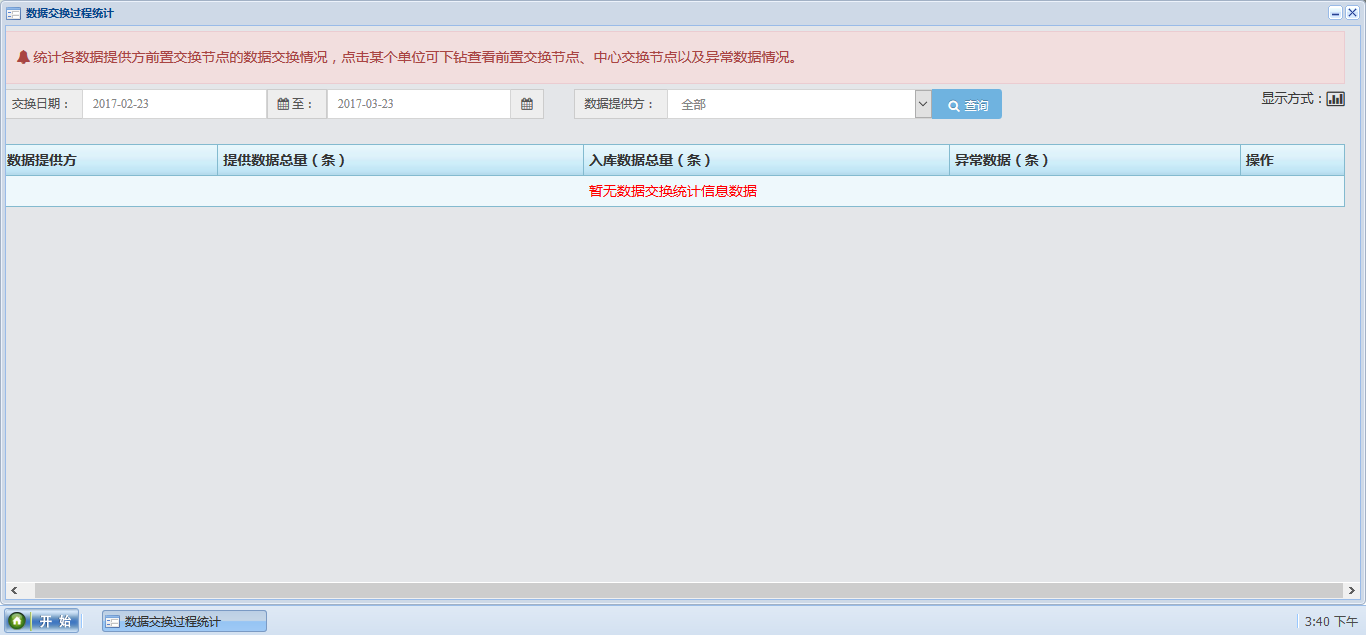 数据交换过程统计
统计各数据提供方前置交换节点的数据交换情况，点击某个单位可下钻查看前置交换节点、中心交换节点以及异常数据情况。
交换日期： 2017-02-23 至： 2017-03-23 数据提供方： 全部 查询 显示方式：
数据提供方 提供数据总量（条） 入库数据总量（条） 异常数据（条） 操作
暂无数据交换统计信息数据
开 始 数据交换过程统计 3:40 下午